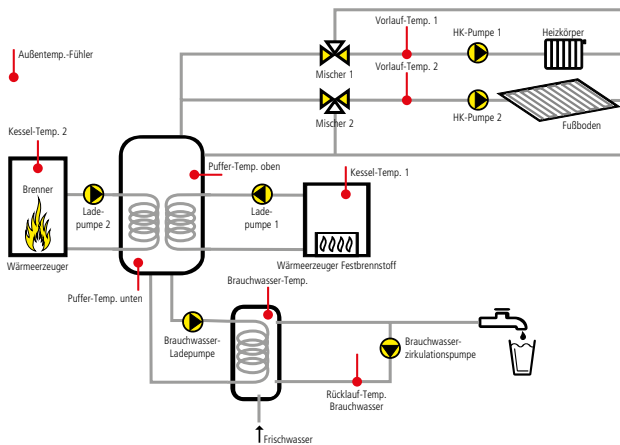 Vorlauf-Temp. 1
HK-Pumpe 1
Heizkörper
Außentemp.-Fühler
Mischer 1
Vorlauf-Temp. 2
Mischer 2
HK-Pumpe 2
Fußboden
Kessel-Temp. 2
Puffer-Temp. oben
Kessel-Temp. 1
Brenner
Lade-
pumpe 2
Lade-
pumpe 1
Wärmeerzeuger
Wärmeerzeuger Festbrennstoff
Brauchwasser-Temp.
Puffer-Temp. unten
Brauchwasser-
Ladepumpe
Brauchwasser-
zirkulationspumpe
Rücklauf-Temp.
Brauchwasser
Frischwasser